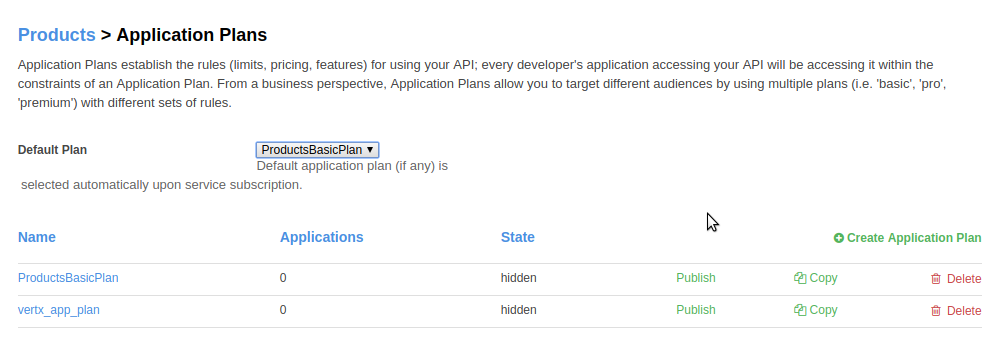 Products > Application Plans
Application Plans establish the rules (limits, pricing, features) for using your API; every developer's application accessing your API will be accessing it within the
constraints of an Application Plan. From a business perspective, Application Plans allow you to target different audiences by using multiple plans (i.e. 'basic', 'pro',
'premium') with different sets of rules.
Default Plan ProductsBasicPlan
Default application plan (if any) is
selected automatically upon service subscription.
Name Applications State Create Application Plan
ProductsBasicPlan 0 hidden Publish Copy Delete
vertx_app_plan 0 hidden Publish Copy Delete